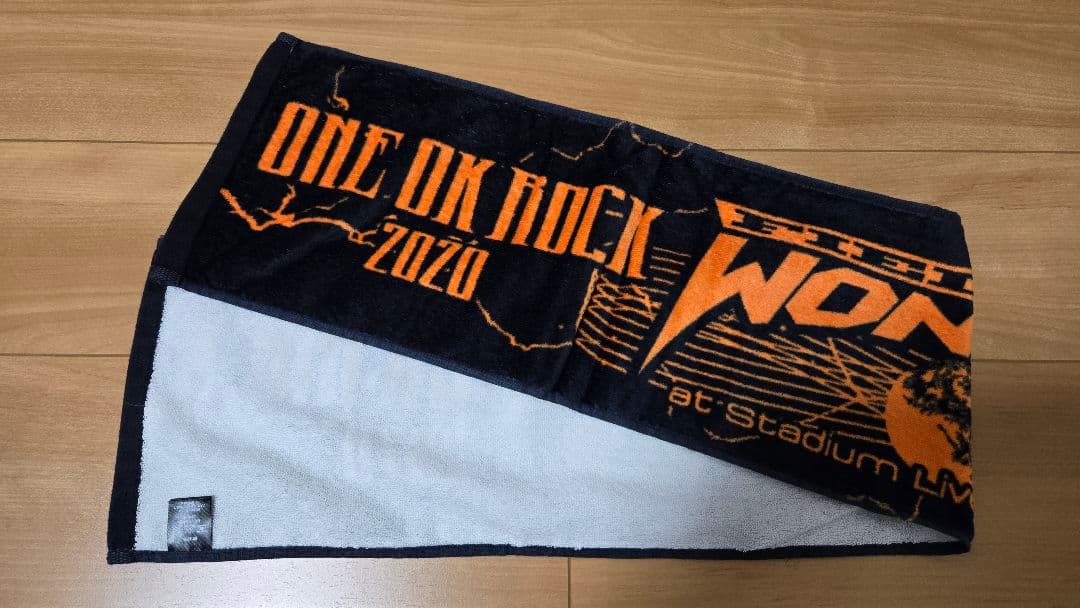 ONE OK ROCK
2020
WON
at Stadium Liv